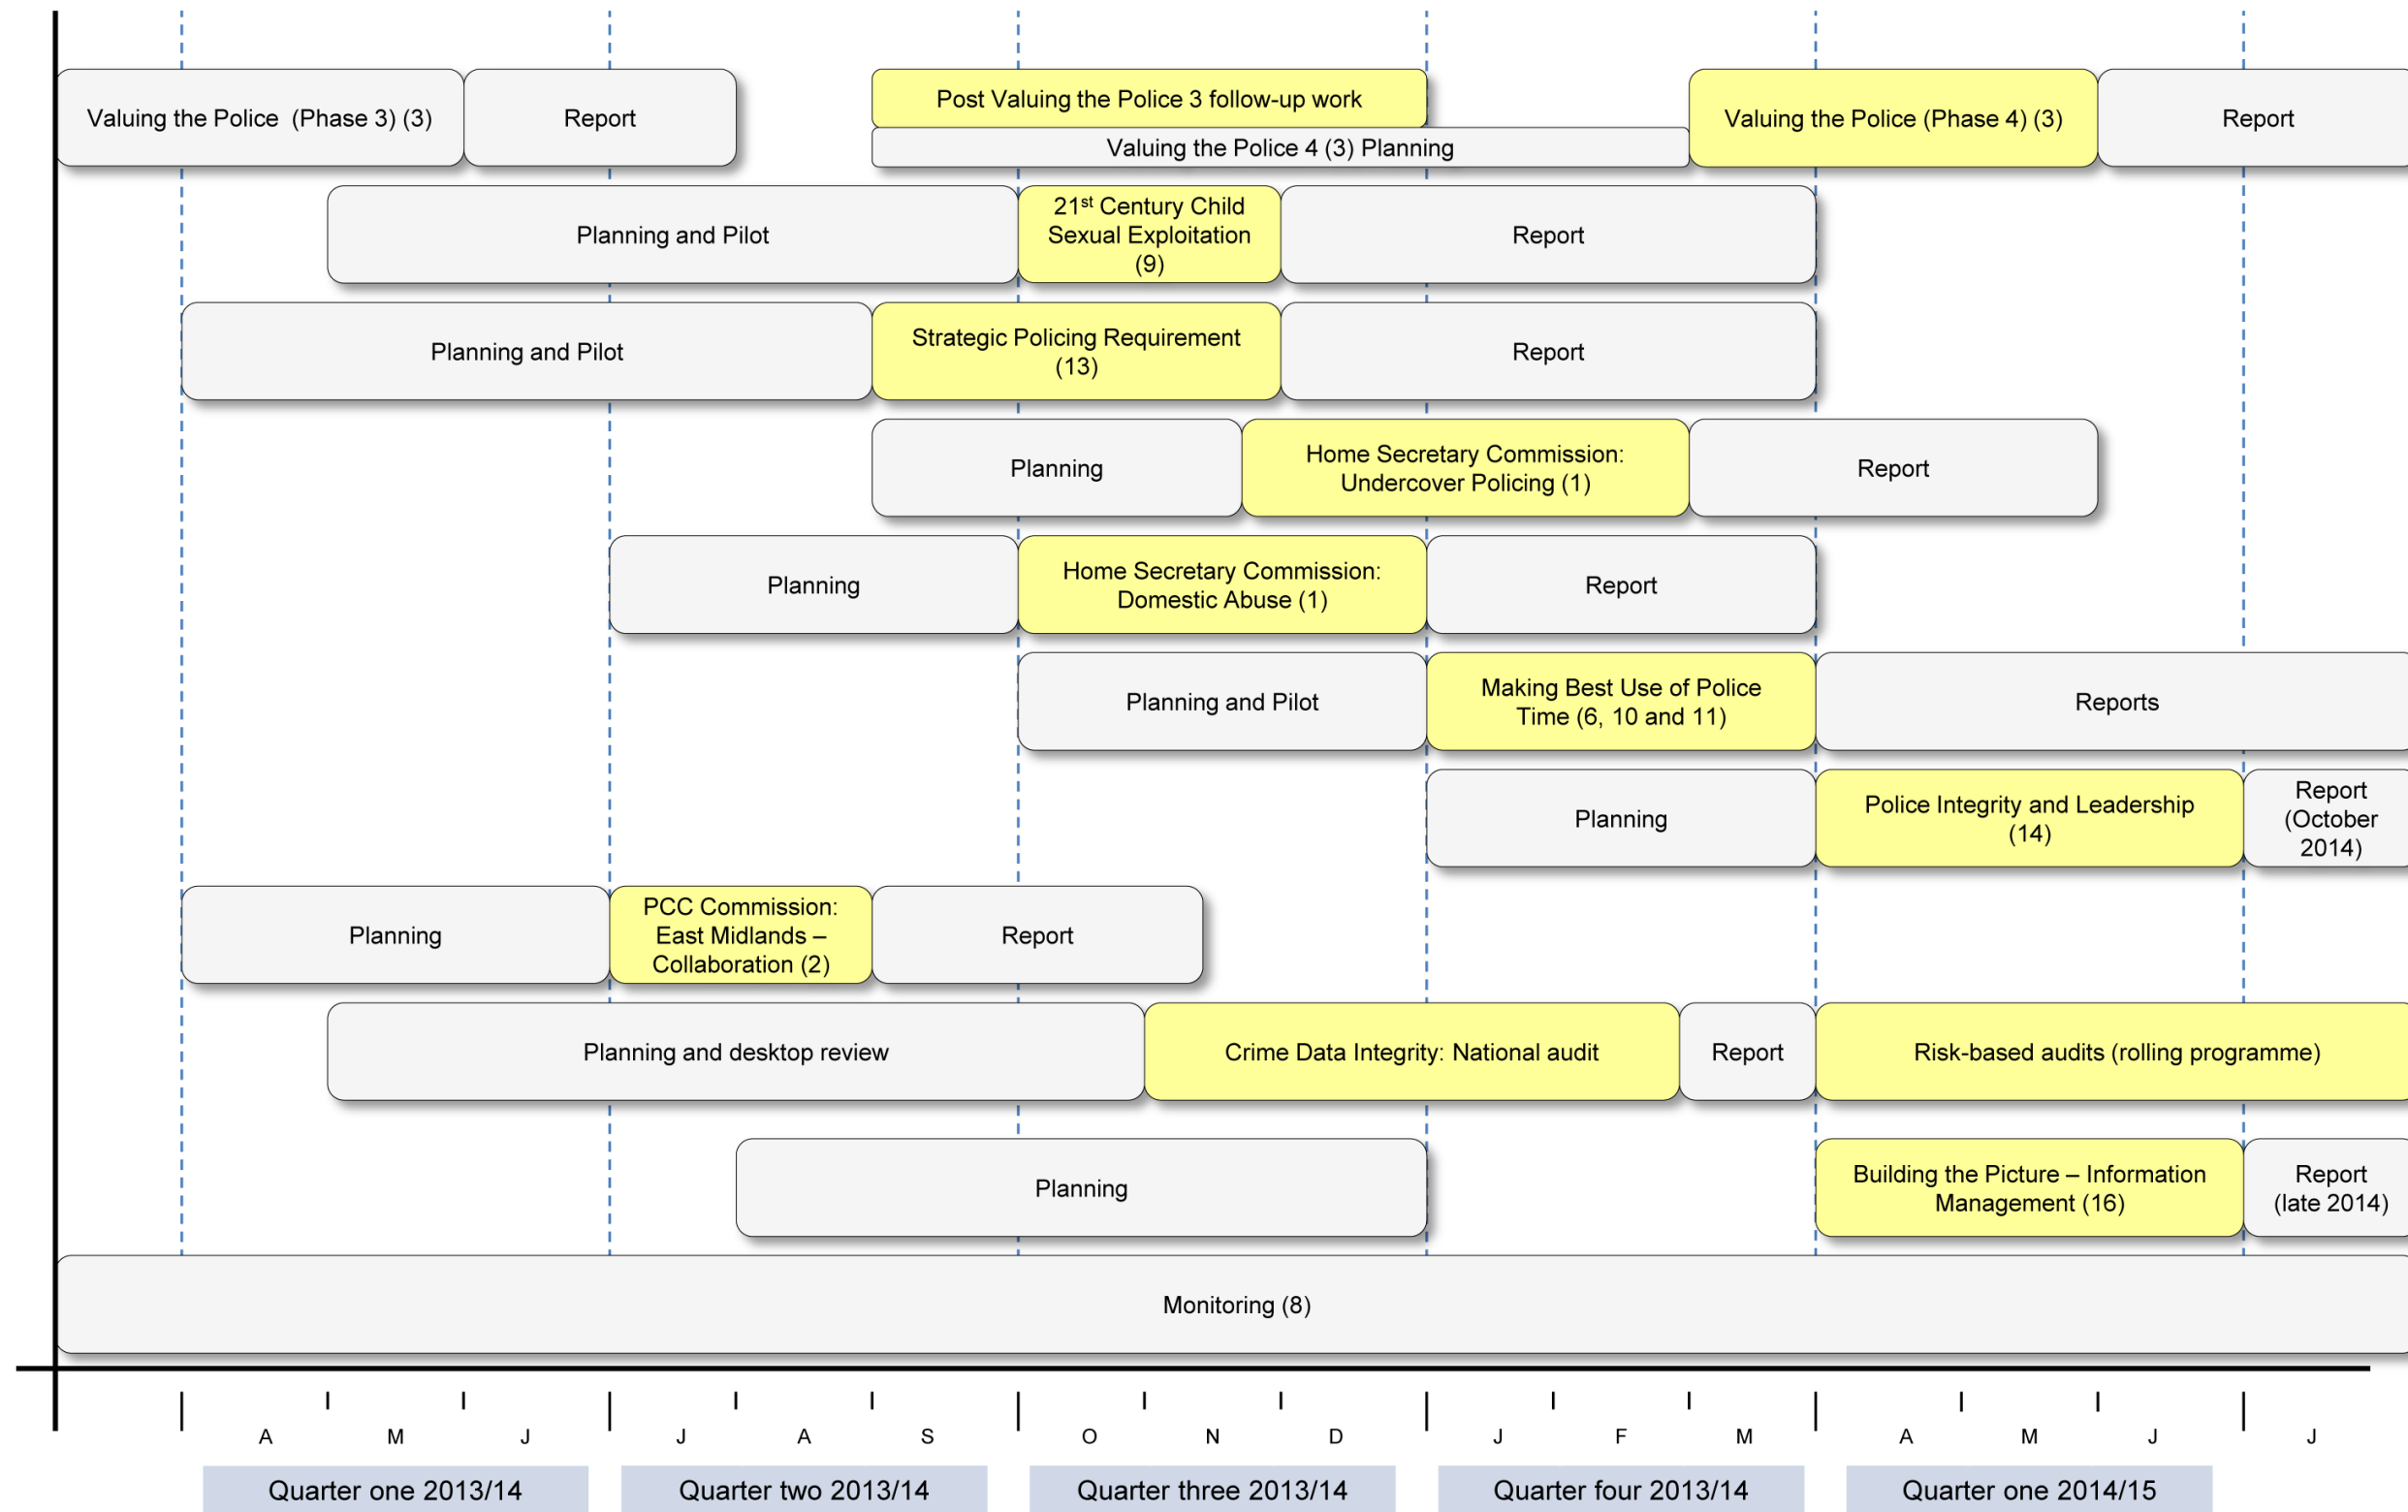 Valuing the Police (Phase 3) (3)
Report
Post Valuing the Police 3 follow-up work
Valuing the Police 4 (3) Planning
Valuing the Police (Phase 4) (3)
Report
Planning and Pilot
21st Century Child
Sexual Exploitation
(9)
Report
Planning and Pilot
Strategic Policing Requirement
(13)
Report
Planning
Home Secretary Commission:
Undercover Policing (1)
Report
Planning
Home Secretary Commission:
Domestic Abuse (1)
Report
Planning and Pilot
Making Best Use of Police
Time (6, 10 and 11)
Reports
Planning
Police Integrity and Leadership
(14)
Report
(October
2014)
Planning
PCC Commission:
East Midlands –
Collaboration (2)
Report
Planning and desktop review
Crime Data Integrity: National audit
Report
Risk-based audits (rolling programme)
Planning
Building the Picture – Information
Management (16)
Report
(late 2014)
Monitoring (8)
A M J J A S O N D J F M A M J J
Quarter one 2013/14
Quarter two 2013/14
Quarter three 2013/14
Quarter four 2013/14
Quarter one 2014/15